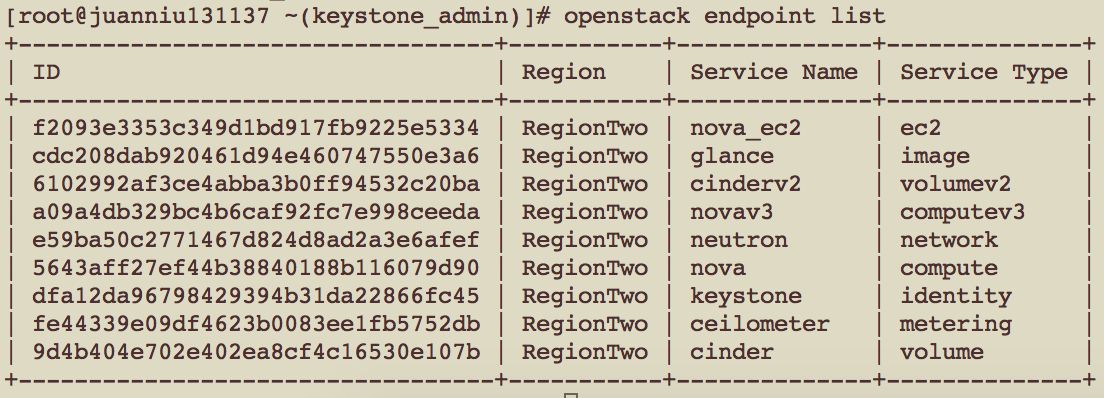 [root@juanniu131137 ~(keystone_admin)]# openstack endpoint list
+----------------------------------+-----------+--------------+--------------+
| ID                               | Region    | Service Name | Service Type |
+----------------------------------+-----------+--------------+--------------+
| f2093e3353c349d1bd917fb9225e5334 | RegionTwo | nova_ec2     | ec2          |
| cdc208dab920461d94e460747550e3a6 | RegionTwo | glance       | image        |
| 6102992af3ce4abba3b0ff94532c20ba | RegionTwo | cinderv2     | volumev2     |
| a09a4db329bc4b6caf92fc7e998ceeda | RegionTwo | novav3       | computev3    |
| e59ba50c2771467d824d8ad2a3e6afef | RegionTwo | neutron      | network      |
| 5643aff27ef44b38840188b116079d90 | RegionTwo | nova         | compute      |
| dfa12da96798429394b31da22866fc45 | RegionTwo | keystone     | identity     |
| fe44339e09df4623b0083ee1fb5752db | RegionTwo | ceilometer   | metering     |
| 9d4b404e702e402ea8cf4c16530e107b | RegionTwo | cinder       | volume       |
+----------------------------------+-----------+--------------+--------------+